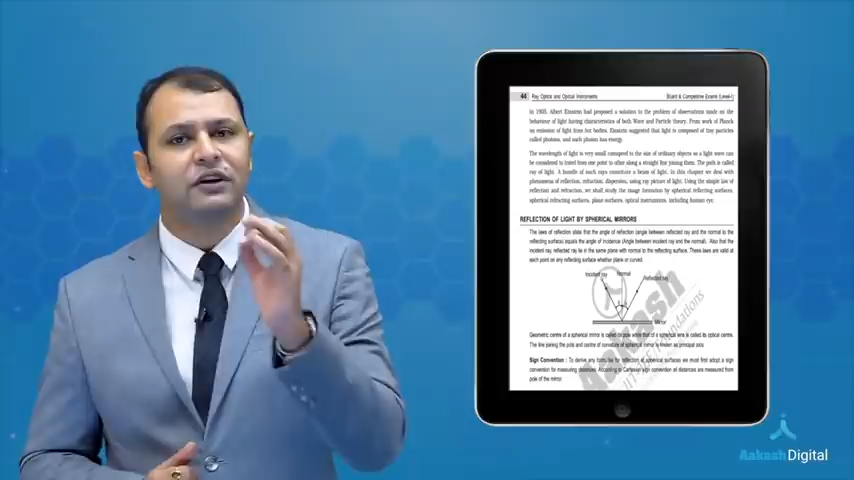 44 Ray Optics and Optical Instruments Board & Competitive Exams (Level-I)
In 1905, Albert Einstein had proposed a solution to the problem of observations made on the
behaviour of light having characteristics of both Wave and Particle theory. From work of Planck
on emission of light from hot bodies, Einstein suggested that light is composed of tiny particles
called photons, and each photon has energy.
The wavelength of light is very small compared to the size of ordinary objects so a light wave can
be considered to travel from one point to other along a straight line joining them. The path is called
ray of light. A bundle of such rays constitute a beam of light. In this chapter we deal with
phenomena of reflection, refraction, dispersion, using ray picture of light. Using the simple law of
reflection and refraction, we shall study the image formation by spherical reflecting surfaces,
spherical refracting surfaces, plane surfaces, optical instruments, including human eye.
REFLECTION OF LIGHT BY SPHERICAL MIRRORS
The laws of reflection state that the angle of reflection (angle between reflected ray and the normal to the
reflecting surface) equals the angle of incidence (Angle between incident ray and the normal). Also that the
incident ray, reflected ray lie in the same plane with normal to the reflecting surface. These laws are valid at
each point on any reflecting surface whether plane or curved.
Incident ray Normal Reflected ray
Mirror
Geometric centre of a spherical mirror is called its pole while that of a spherical lens is called its optical centre.
The line joining the pole and centre of curvature of spherical mirror is known as principal axis
Sign Convention : To derive any formulae for reflection at spherical surfaces we must first adopt a sign
convention for measuring distances. According to Cartesian sign convention all distances are measured from
pole of the mirror.
Aakash
Foundations
Aakash Digital